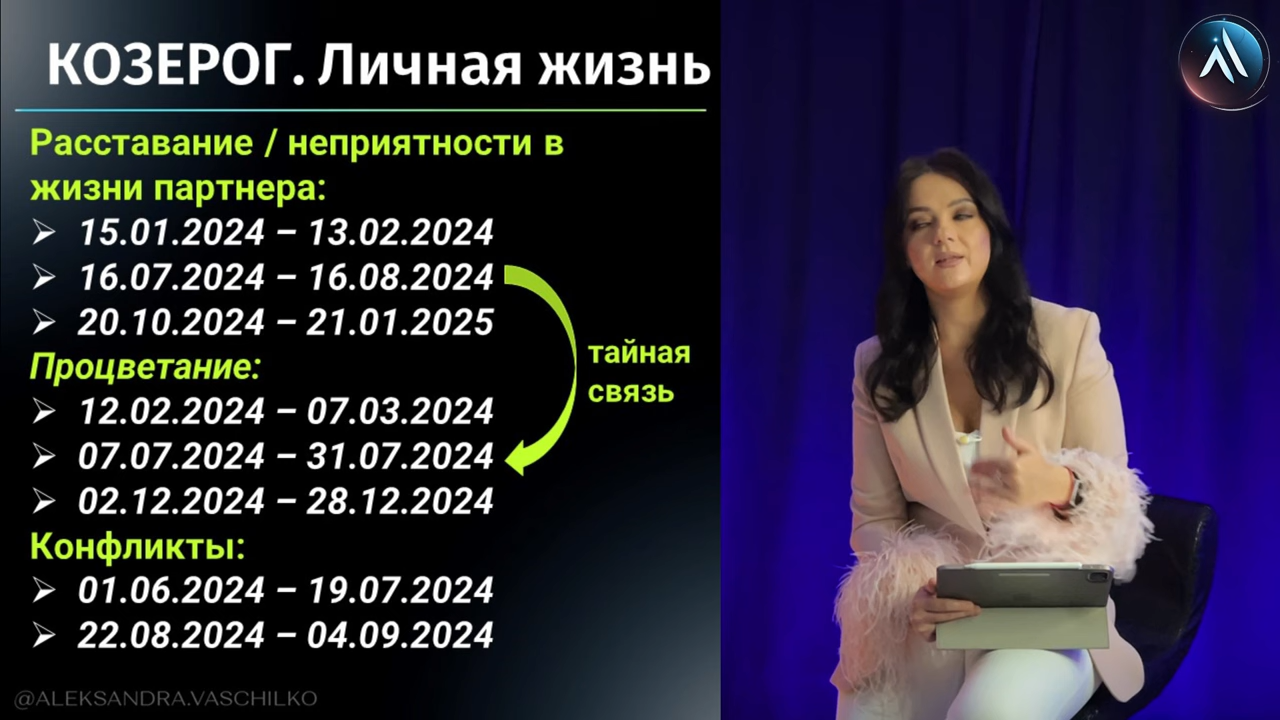 КОЗЕРОГ. Личная жизнь
Расставание / неприятности в
жизни партнера:
➢ 15.01.2024 – 13.02.2024
➢ 16.07.2024 – 16.08.2024
➢ 20.10.2024 – 21.01.2025
тайная
связь
Процветание:
➢ 12.02.2024 – 07.03.2024
➢ 07.07.2024 – 31.07.2024
➢ 02.12.2024 – 28.12.2024
Конфликты:
➢ 01.06.2024 – 19.07.2024
➢ 22.08.2024 – 04.09.2024
@ALEKSANDRA.VASCHILKO